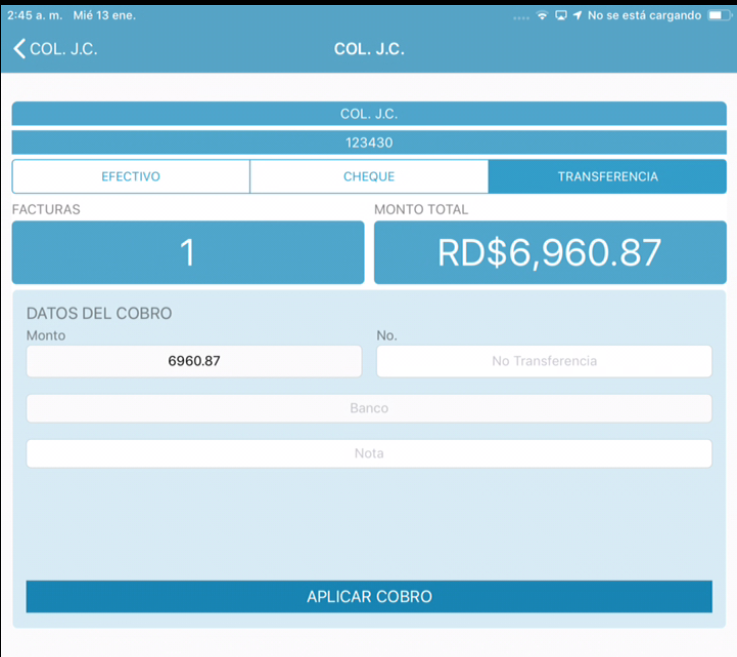 2:45 a. m. Mié 13 ene. No se está cargando
COL. J.C. COL. J.C.
COL. J.C.
123430
EFECTIVO CHEQUE TRANSFERENCIA
FACTURAS MONTO TOTAL
1 RD$6,960.87
DATOS DEL COBRO
Monto No.
6960.87 No Transferencia
Banco
Nota
APLICAR COBRO